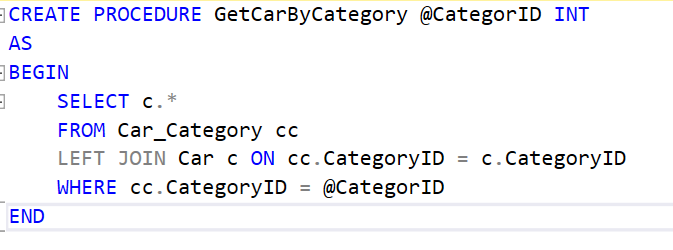 CREATE PROCEDURE GetCarByCategory @CategorID INT
AS
BEGIN
SELECT c.*
FROM Car_Category cc
LEFT JOIN Car c ON cc.CategoryID = c.CategoryID
WHERE cc.CategoryID = @CategorID
END